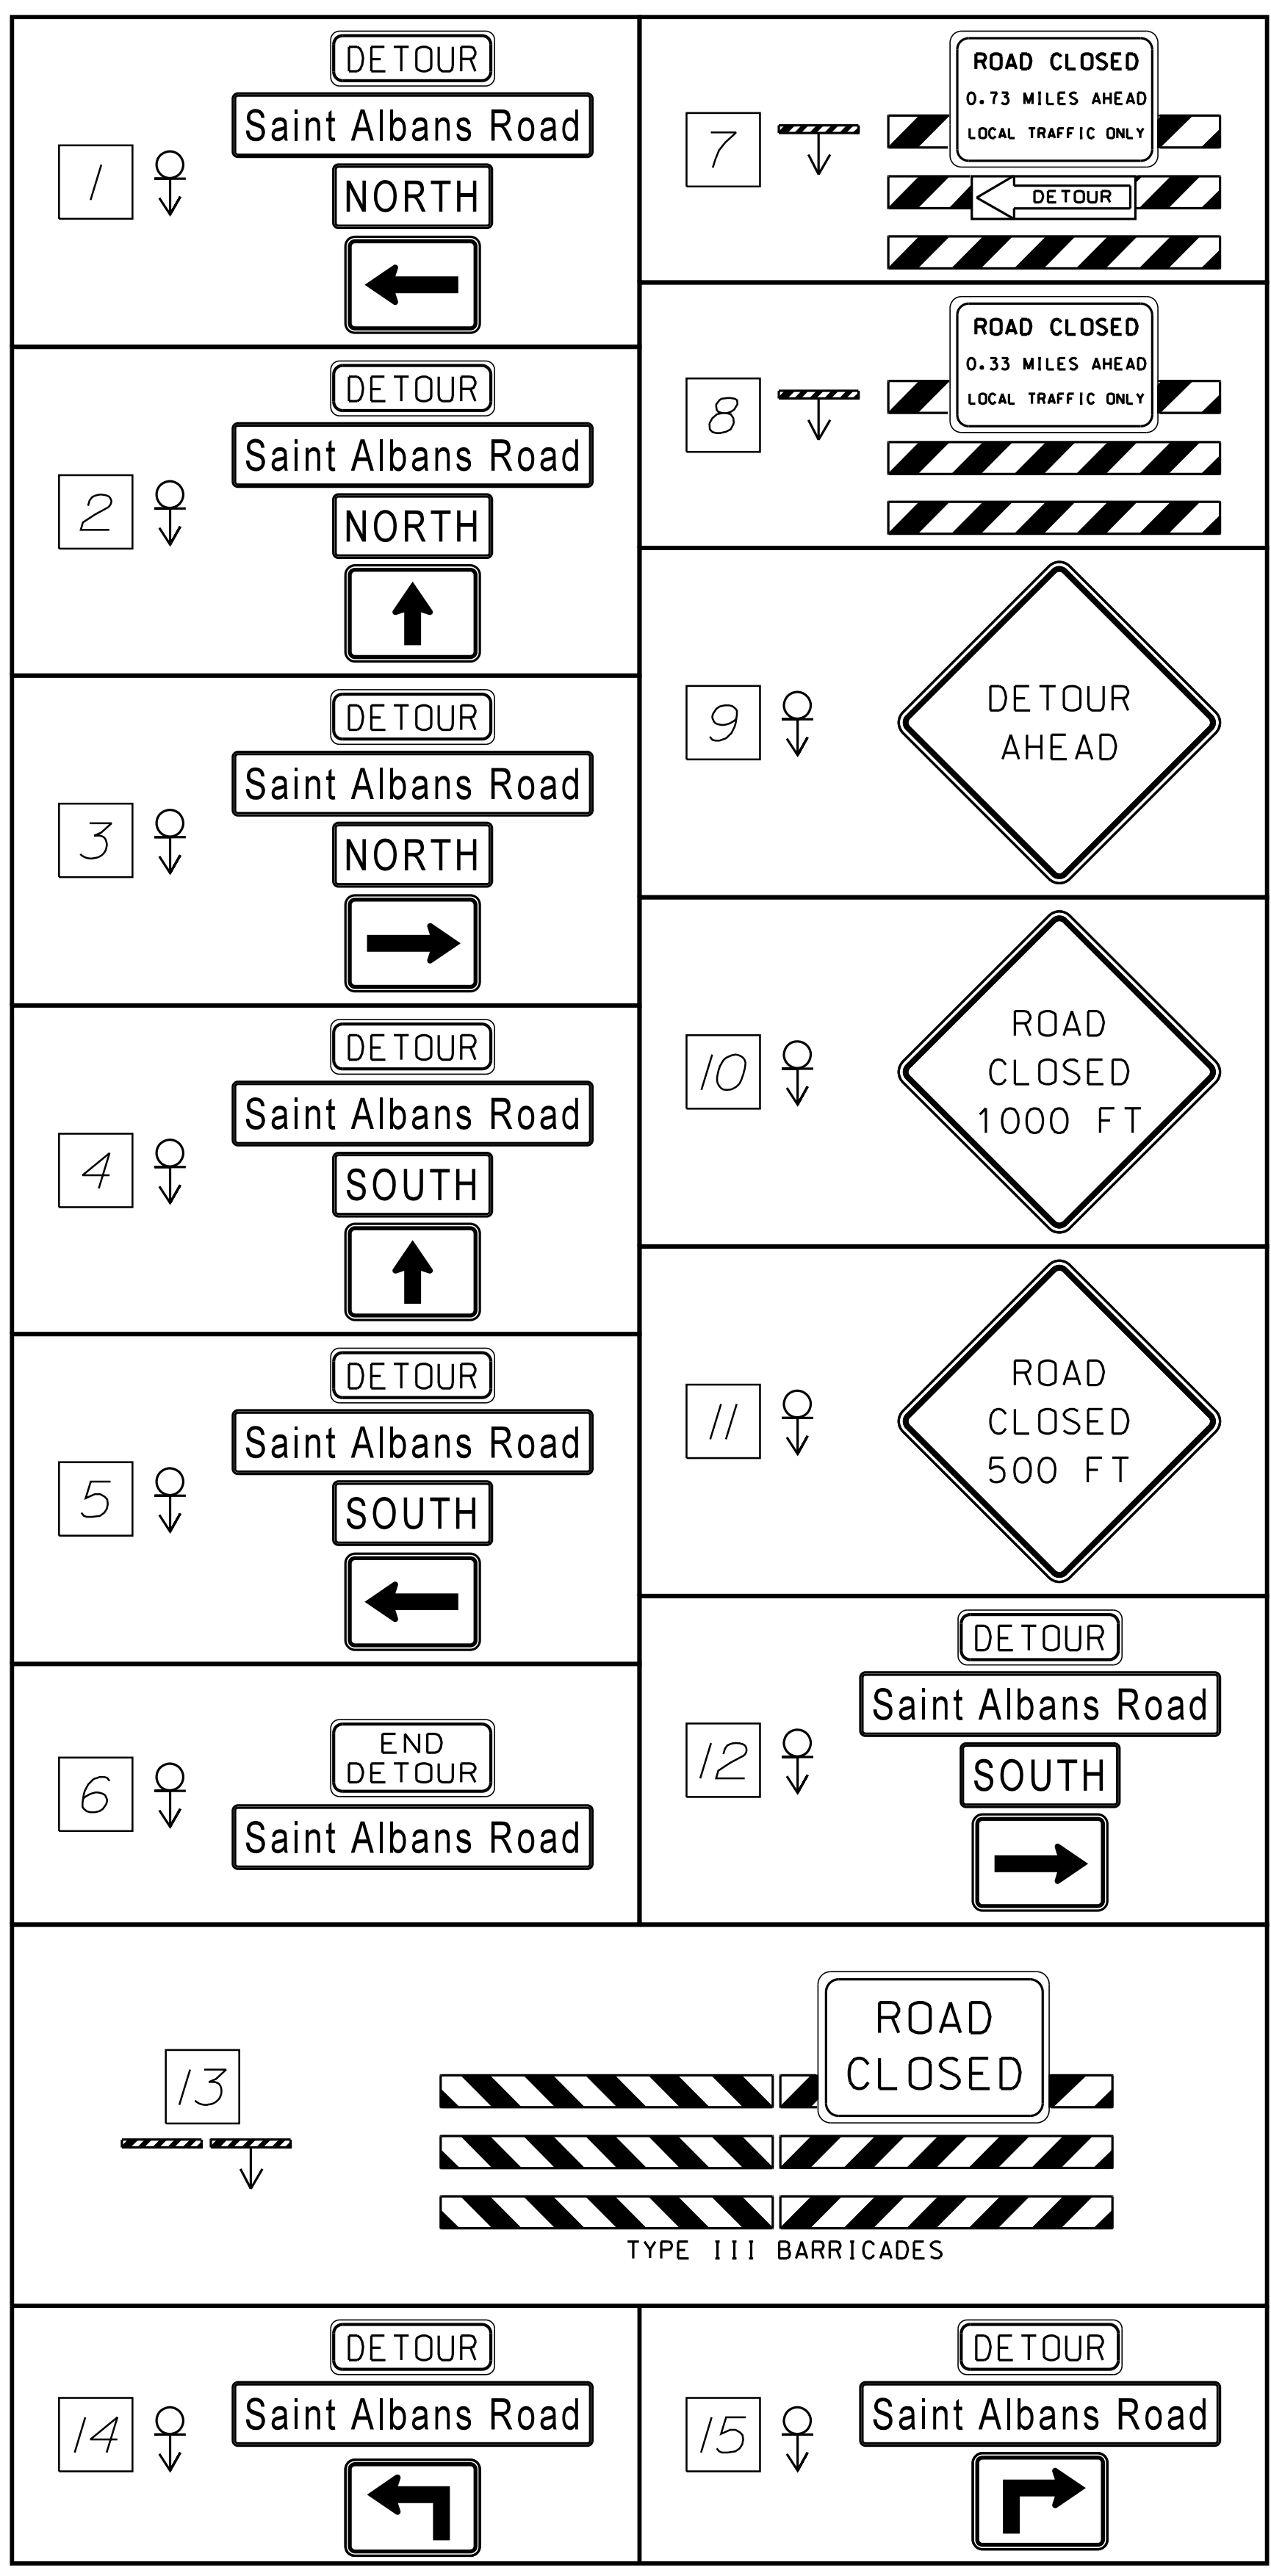 1
DETOUR
Saint Albans Road
NORTH
2
DETOUR
Saint Albans Road
NORTH
3
DETOUR
Saint Albans Road
NORTH
4
DETOUR
Saint Albans Road
SOUTH
5
DETOUR
Saint Albans Road
SOUTH
6
END
DETOUR
Saint Albans Road
7
ROAD CLOSED
0.73 MILES AHEAD
LOCAL TRAFFIC ONLY
DETOUR
8
ROAD CLOSED
0.33 MILES AHEAD
LOCAL TRAFFIC ONLY
9
DETOUR
AHEAD
10
ROAD
CLOSED
1000 FT
11
ROAD
CLOSED
500 FT
12
DETOUR
Saint Albans Road
SOUTH
13
ROAD
CLOSED
TYPE III BARRICADES
14
DETOUR
Saint Albans Road
15
DETOUR
Saint Albans Road